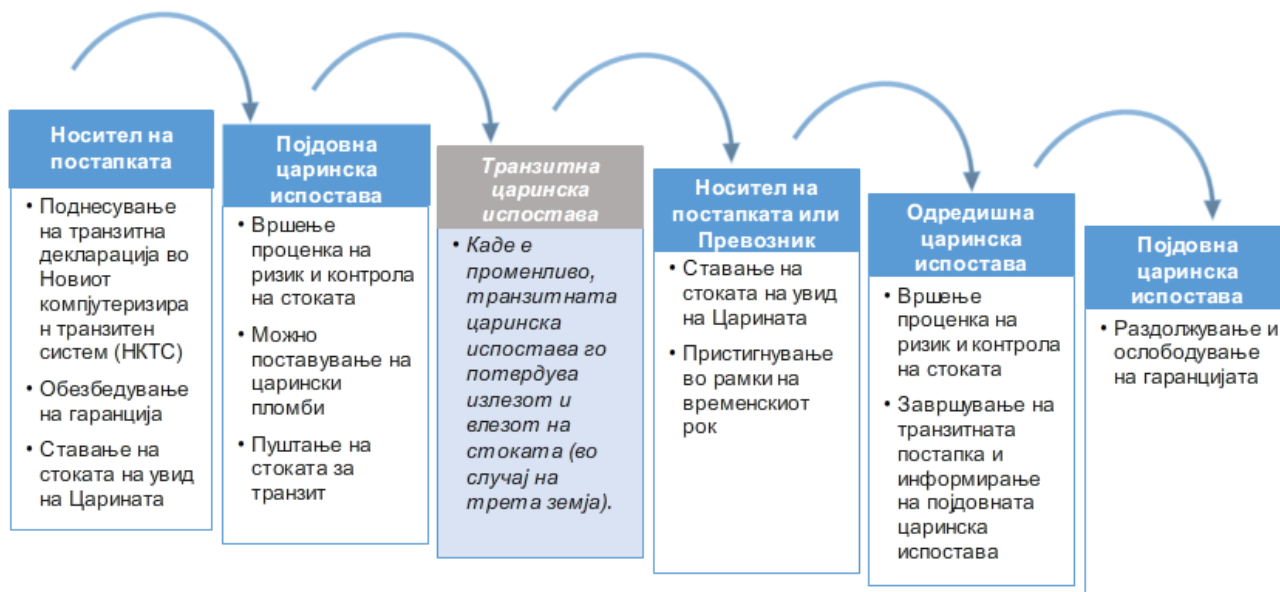 Носител на
постапката
• Поднесување
на транзитна
декларација во
Новиот
компјутеризира
н транзитен
систем (НКТС)
• Обезбедување
на гаранција
• Ставање на
стоката на увид
на Царината
Појдовна
царинска
испостава
• Вршење
проценка на
ризик и контрола
на стоката
• Можно
поставување на
царински
пломби
• Пуштање на
стоката за
транзит
Транзитна
царинска
испостава
• Каде е
променливо,
транзитната
царинска
испостава го
потврдува
излезот и
влезот на
стоката (во
случај на
трета земја).
Носител на
постапката или
Превозник
• Ставање на
стоката на увид
на Царината
• Пристигнување
во рамки на
временскиот
рок
Одредишна
царинска
испостава
• Вршење
проценка на
ризик и контрола
на стоката
• Завршување на
транзитната
постапка и
информирање
на појдовната
царинска
испостава
Појдовна
царинска
испостава
• Раздолжување и
ослободување
на гаранцијата